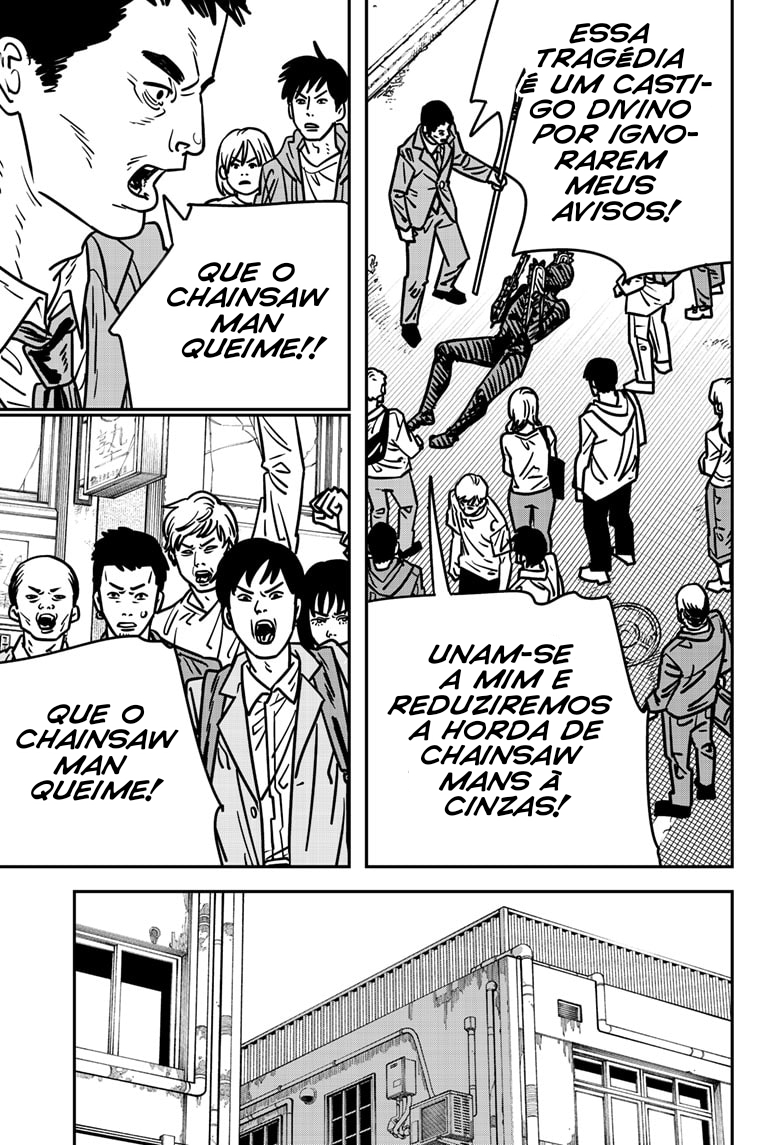 ESSA
TRAGÉDIA
É UM CASTI-
GO DIVINO
POR IGNO-
RAREM
MEUS
AVISOS!
UNAM-SE
A MIM E
REDUZIREMOS
A HORDA DE
CHAINSAW
MANS À
CINZAS!
QUE O
CHAINSAW
MAN
QUEIME!!
塾
QUE O
CHAINSAW
MAN
QUEIME!